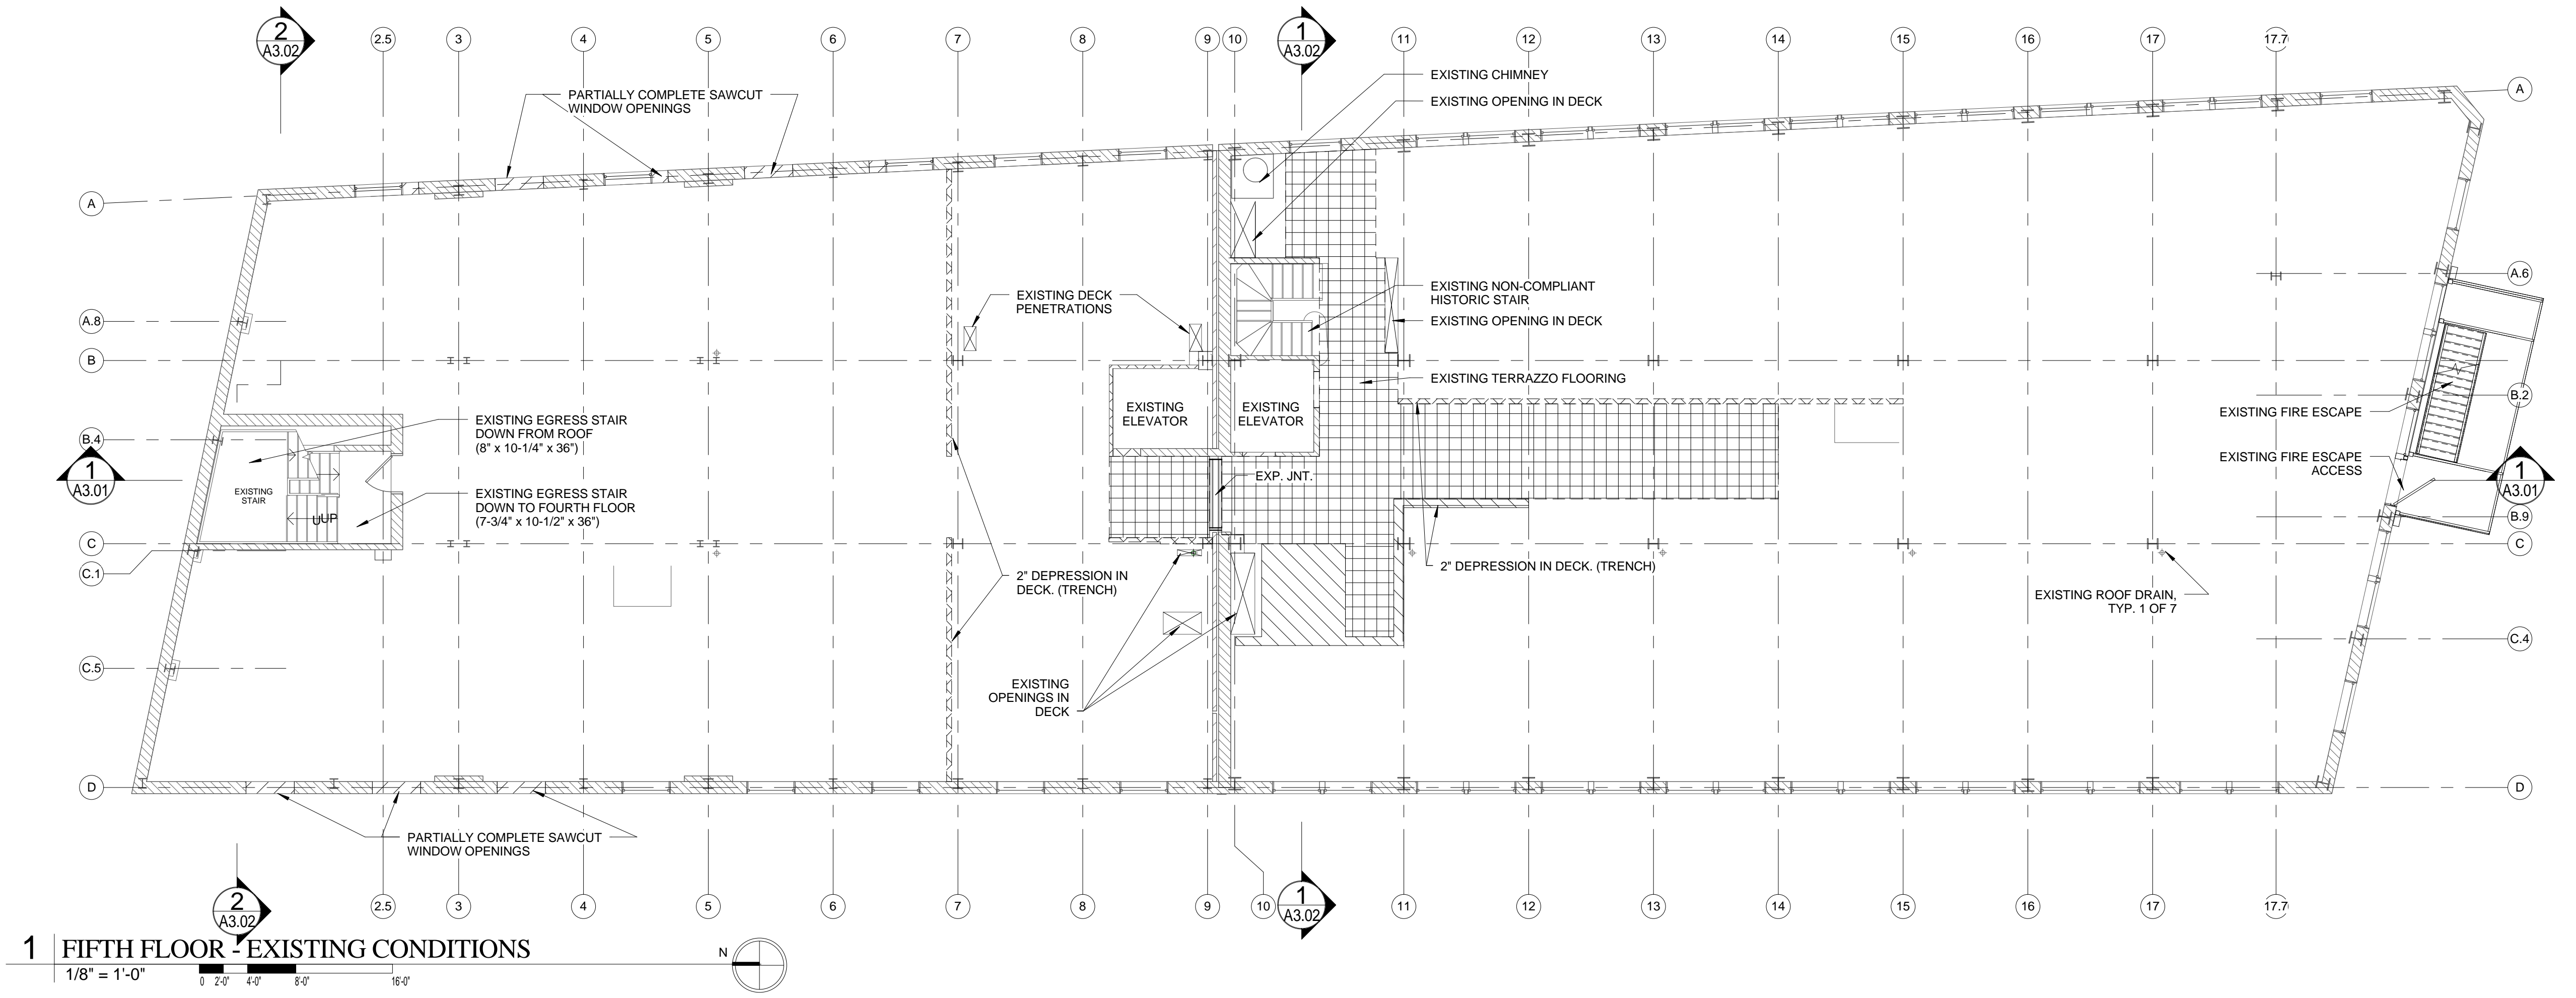 2
A3.02
2.5
3
4
5
6
7
8
9
10
1
A3.02
11
12
13
14
15
16
17
17.7
PARTIALLY COMPLETE SAWCUT
WINDOW OPENINGS
EXISTING CHIMNEY
EXISTING OPENING IN DECK
A
A
A.8
B
B.4
1
A3.01
C
C.1
C.5
D
EXISTING DECK
PENETRATIONS
EXISTING NON-COMPLIANT
HISTORIC STAIR
EXISTING OPENING IN DECK
EXISTING TERRAZZO FLOORING
EXISTING
ELEVATOR
EXISTING
ELEVATOR
EXISTING EGRESS STAIR
DOWN FROM ROOF
(8" x 10-1/4" x 36")
EXISTING
STAIR
UUP
EXISTING EGRESS STAIR
DOWN TO FOURTH FLOOR
(7-3/4" x 10-1/2" x 36")
EXP. JNT.
2" DEPRESSION IN
DECK. (TRENCH)
2" DEPRESSION IN DECK. (TRENCH)
EXISTING
OPENINGS IN
DECK
EXISTING FIRE ESCAPE
EXISTING FIRE ESCAPE
ACCESS
EXISTING ROOF DRAIN,
TYP. 1 OF 7
A.6
B.2
1
A3.01
B.9
C
C.4
D
PARTIALLY COMPLETE SAWCUT
WINDOW OPENINGS
2
A3.02
2.5
3
4
5
6
7
8
9
10
1
A3.02
11
12
13
14
15
16
17
17.7
1
FIFTH FLOOR - EXISTING CONDITIONS
1/8" = 1'-0"
0 2'-0" 4'-0" 8'-0" 16'-0"
N